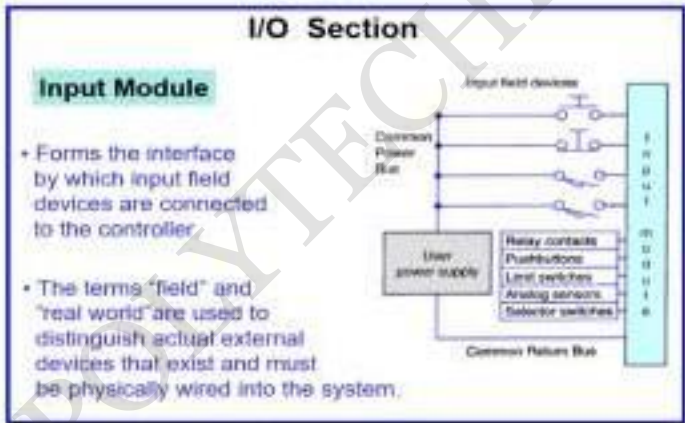 I/O Section
Input Module
• Forms the interface
by which input field
devices are connected
to the controller
• The terms "field" and
"real world" are used to
distinguish actual external
devices that exist and must
be physically wired into the system.
Input field devices
Common
Power
Bus
User
power supply
Relay contacts
Pushbuttons
Limit switches
Analog sensors
Selector switches
Common Return Bus
Input module
POLYTECH